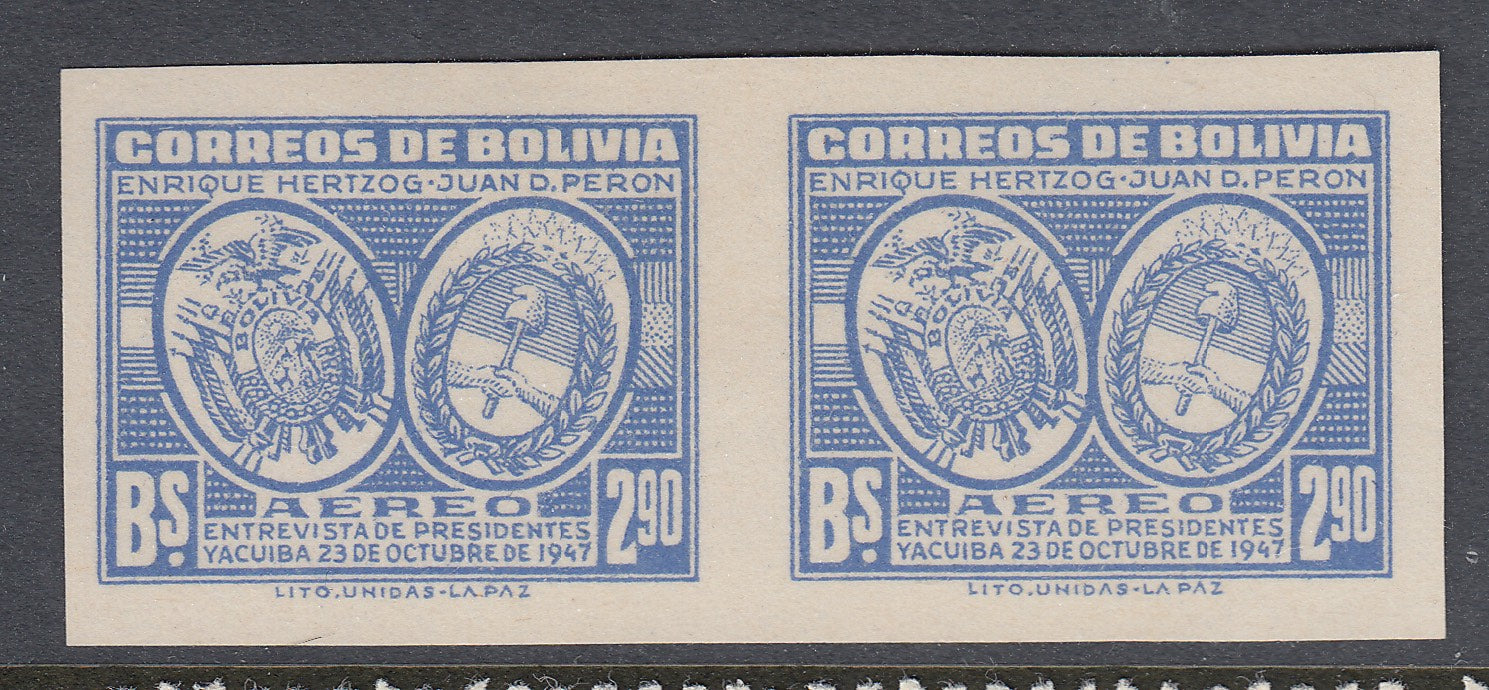 CORREOS DE BOLIVIA
ENRIQUE HERTZOG·JUAN D. PERON
BOLIVIA
Bs. AEREO 2.90
ENTREVISTA DE PRESIDENTES
YACUIBA 23 DE OCTUBRE DE 1947
LITO. UNIDAS-LA PAZ
CORREOS DE BOLIVIA
ENRIQUE HERTZOG·JUAN D. PERON
BOLIVIA
Bs. AEREO 2.90
ENTREVISTA DE PRESIDENTES
YACUIBA 23 DE OCTUBRE DE 1947
LITO. UNIDAS-LA PAZ